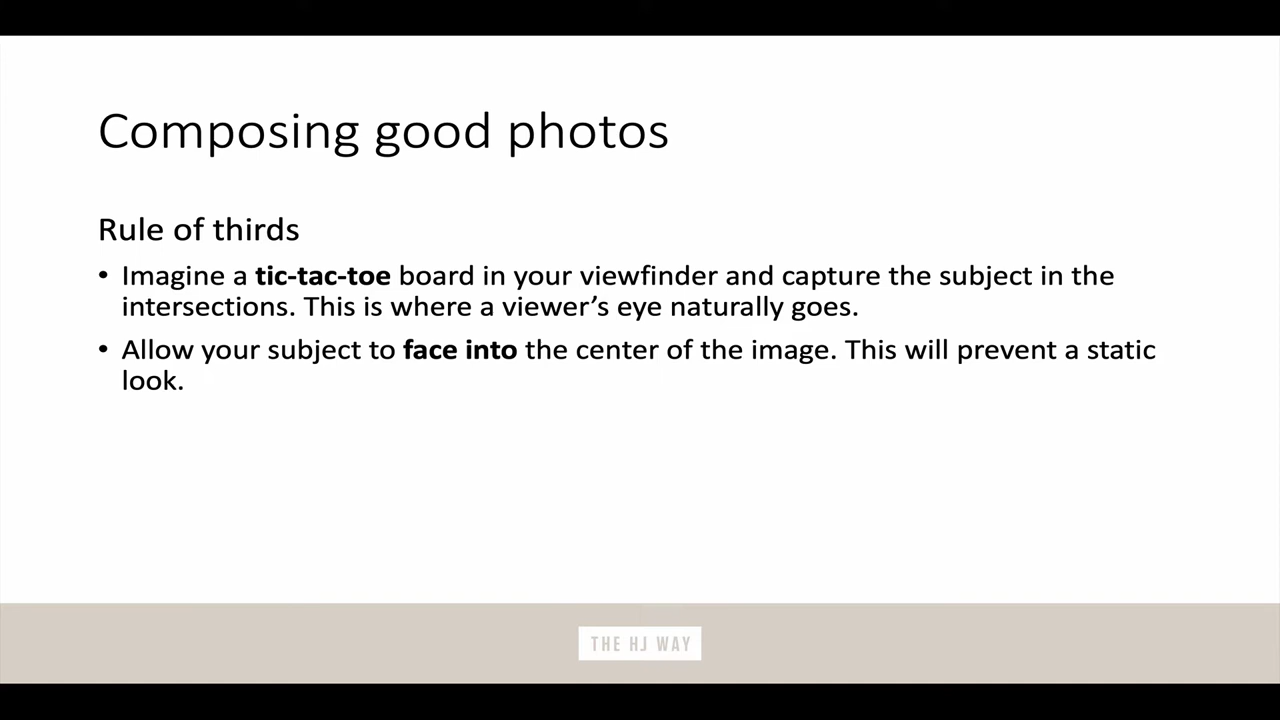 Composing good photos
Rule of thirds
• Imagine a tic-tac-toe board in your viewfinder and capture the subject in the
intersections. This is where a viewer’s eye naturally goes.
• Allow your subject to face into the center of the image. This will prevent a static
look.
THE HJ WAY